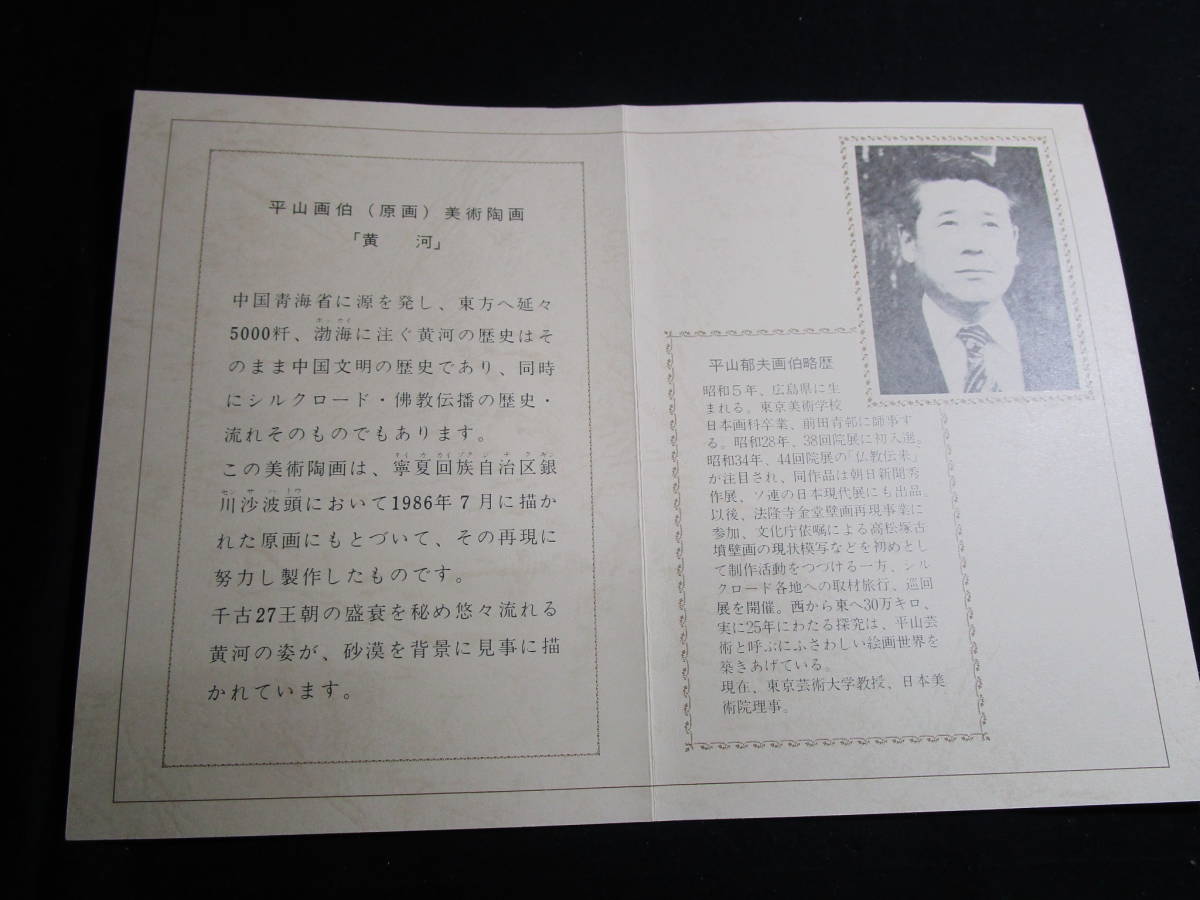 平山画伯（原画）美術陶画
「黄　河」
中国青海省に源を発し、東方へ延々
5000粁、渤海に注ぐ黄河の歴史はそ
のまま中国文明の歴史であり、同時
にシルクロード・佛教伝播の歴史・
流れそのものでもあります。
この美術陶画は、寧夏回族自治区銀
川沙波頭において1986年7月に描か
れた原画にもとづいて、その再現に
努力し製作したものです。
千古27王朝の盛衰を秘め悠々流れる
黄河の姿が、砂漠を背景に見事に描
かれています。
平山郁夫画伯略歴
昭和5年、広島県に生
まれる。東京美術学校
日本画科卒業、前田青邨に師事す
る。昭和28年、38回院展に初入選。
昭和34年、44回院展の「仏教伝来」
が注目され、同作品は朝日新聞秀
作展、ソ連の日本現代展にも出品。
以後、法隆寺金堂壁画再現事業に
参加、文化庁依嘱による高松塚古
墳壁画の現状模写などを初めとし
て制作活動をつづける一方、シル
クロード各地への取材旅行、巡回
展を開催。西から東へ30万キロ、
実に25年にわたる探究は、平山芸
術と呼ぶにふさわしい絵画世界を
築きあげている。
現在、東京芸術大学教授、日本美
術院理事。